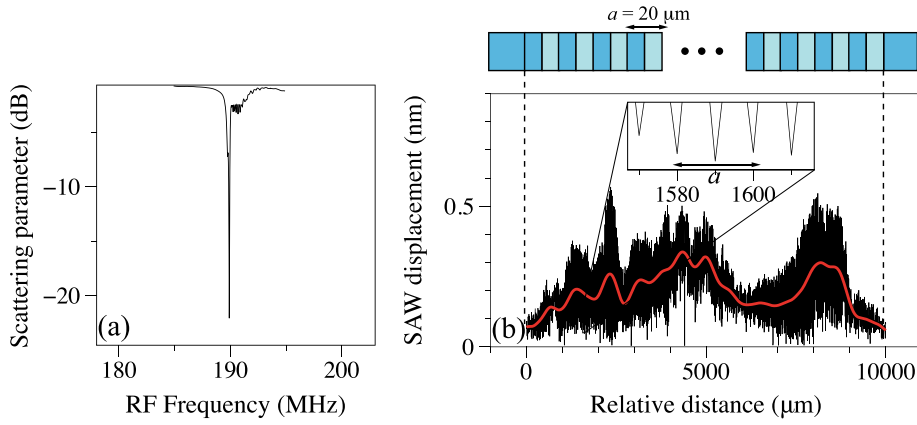 a = 20 μm
Scattering parameter (dB)
−10
−20
(a)
180
190
200
RF Frequency (MHz)
SAW displacement (nm)
0.5
0
a
1580
1600
(b)
0
5000
10000
Relative distance (μm)